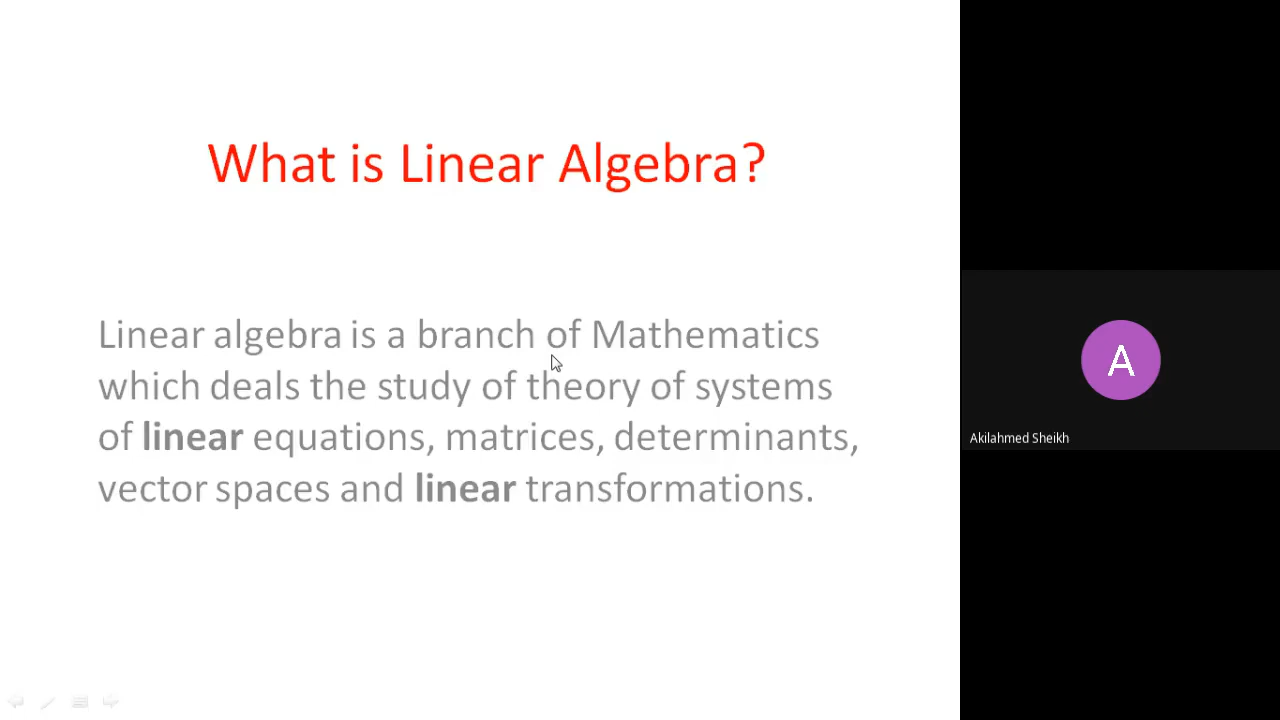 What is Linear Algebra?
Linear algebra is a branch of Mathematics
which deals the study of theory of systems
of linear equations, matrices, determinants,
vector spaces and linear transformations.
A
Akilahmed Sheikh